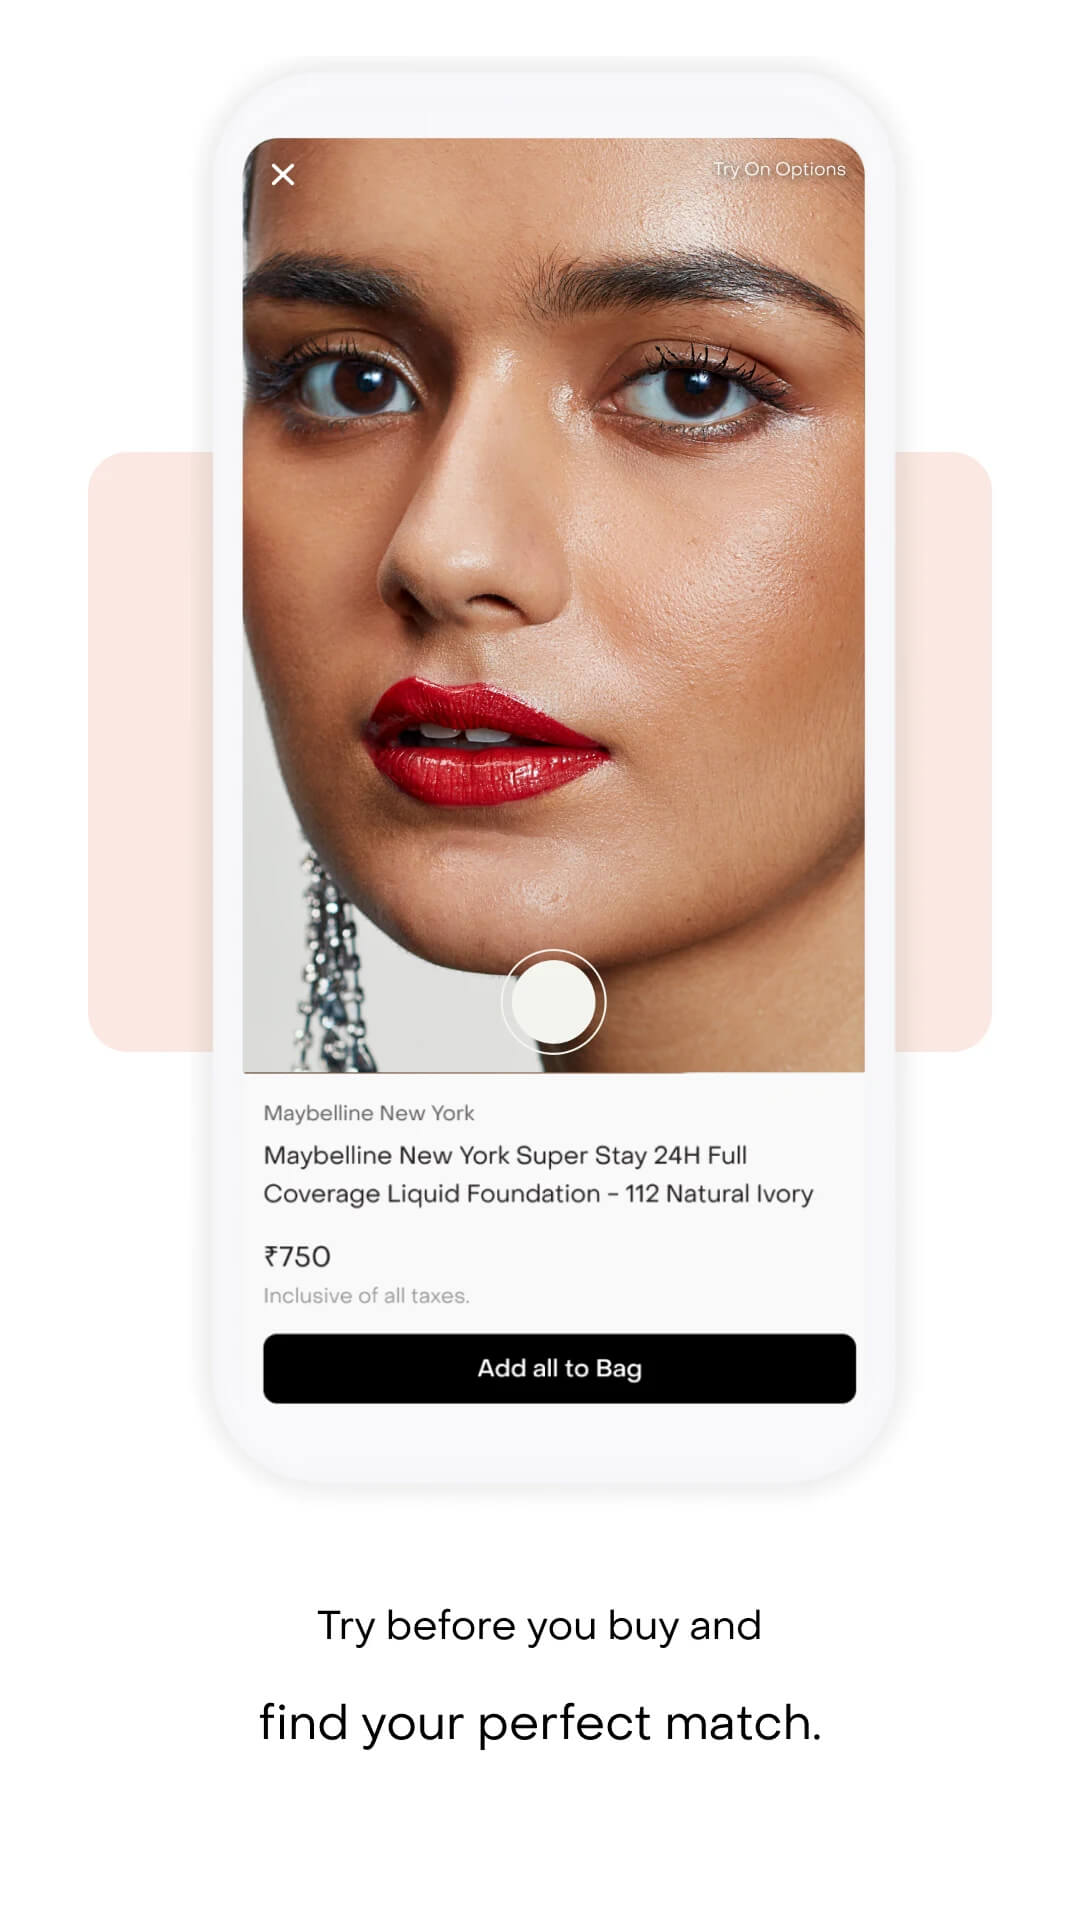 Try On Options
Maybelline New York
Maybelline New York Super Stay 24H Full
Coverage Liquid Foundation - 112 Natural Ivory
₹750
Inclusive of all taxes.
Add all to Bag
Try before you buy and
find your perfect match.